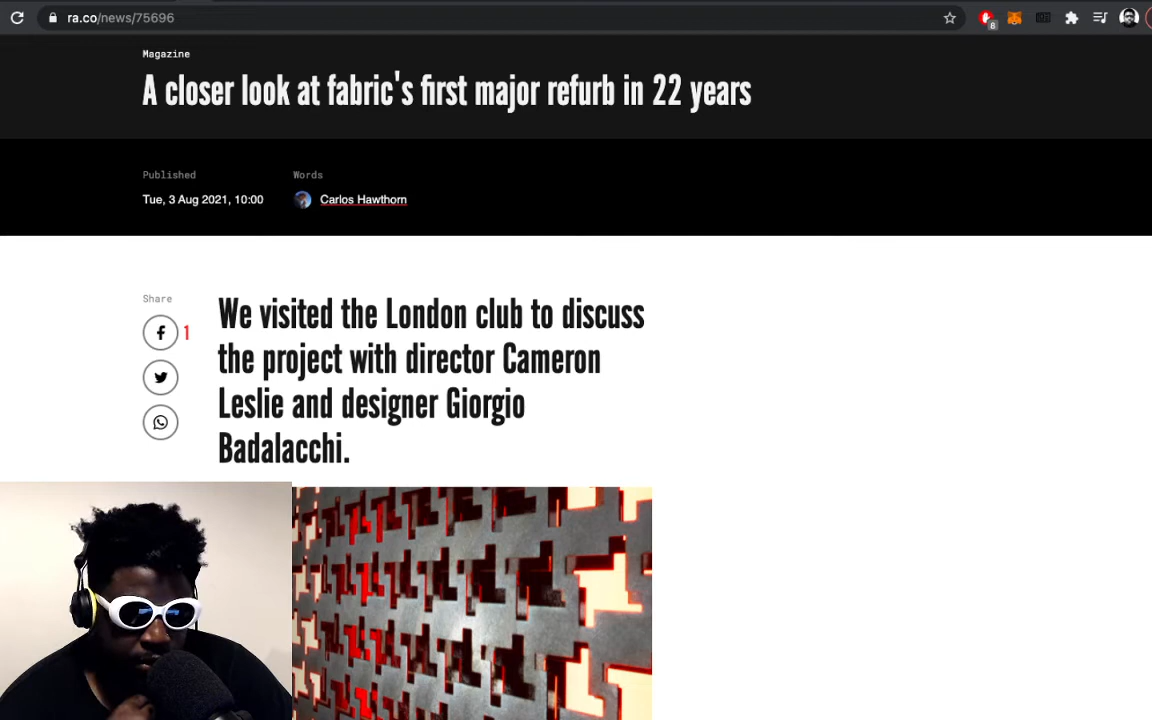 ra.co/news/75696
8
Magazine
A closer look at fabric's first major refurb in 22 years
Published
Words
Tue, 3 Aug 2021, 10:00
Carlos Hawthorn
Share
1
We visited the London club to discuss
the project with director Cameron
Leslie and designer Giorgio
Badalacchi.